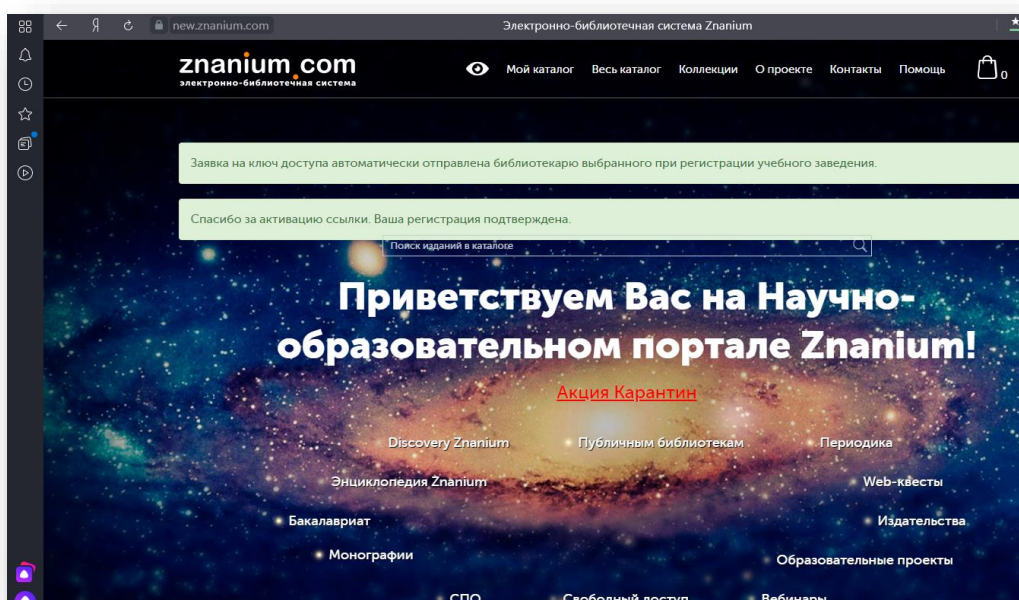 new.znanium.com
Электронно-библиотечная система Znanium
znanium.com
электронно-библиотечная система
Мой каталог Весь каталог Коллекции О проекте Контакты Помощь 0
Заявка на ключ доступа автоматически отправлена библиотекарю выбранного при регистрации учебного заведения.
Спасибо за активацию ссылки. Ваша регистрация подтверждена.
Поиск изданий в каталоге
Приветствуем Вас на Научно-
образовательном портале Znanium!
Акция Карантин
Discovery Znanium Публичным библиотекам Периодика
Энциклопедия Znanium Web-квесты
Бакалавриат Издательства
Монографии Образовательные проекты
СПО Свободный доступ Вебинары